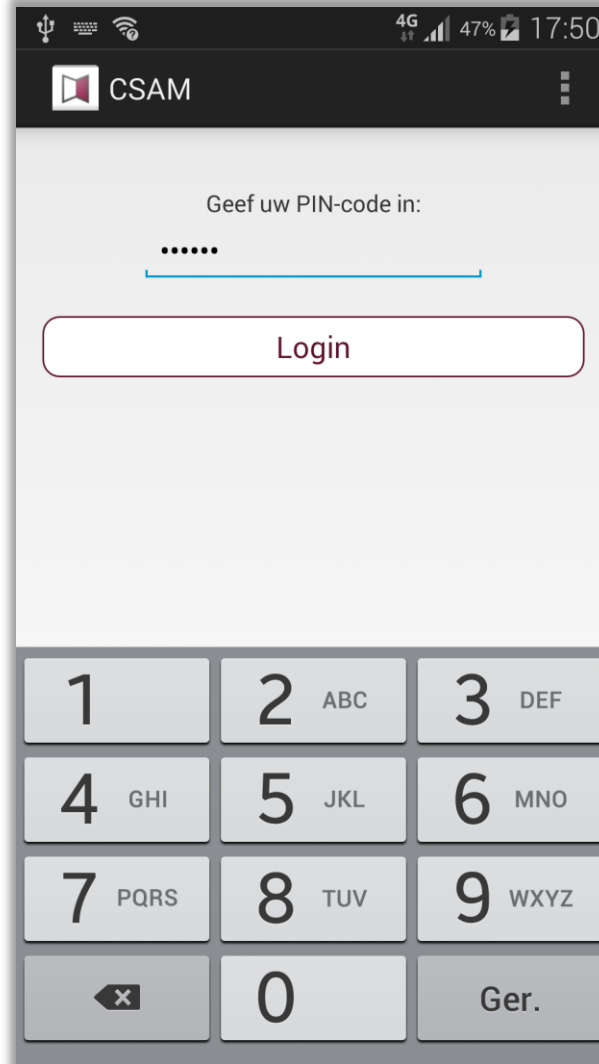 4G 47% 17:50
CSAM
Geef uw PIN-code in:
••••••
Login
1 2 ABC 3 DEF
4 GHI 5 JKL 6 MNO
7 PQRS 8 TUV 9 WXYZ
0 Ger.